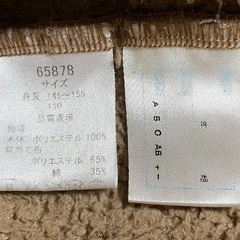 65878
サイズ
身長 145~155
150
品質表示
本体 ポリエステル 100%
ポリエステル 65%
綿 35%
A B C AB + -